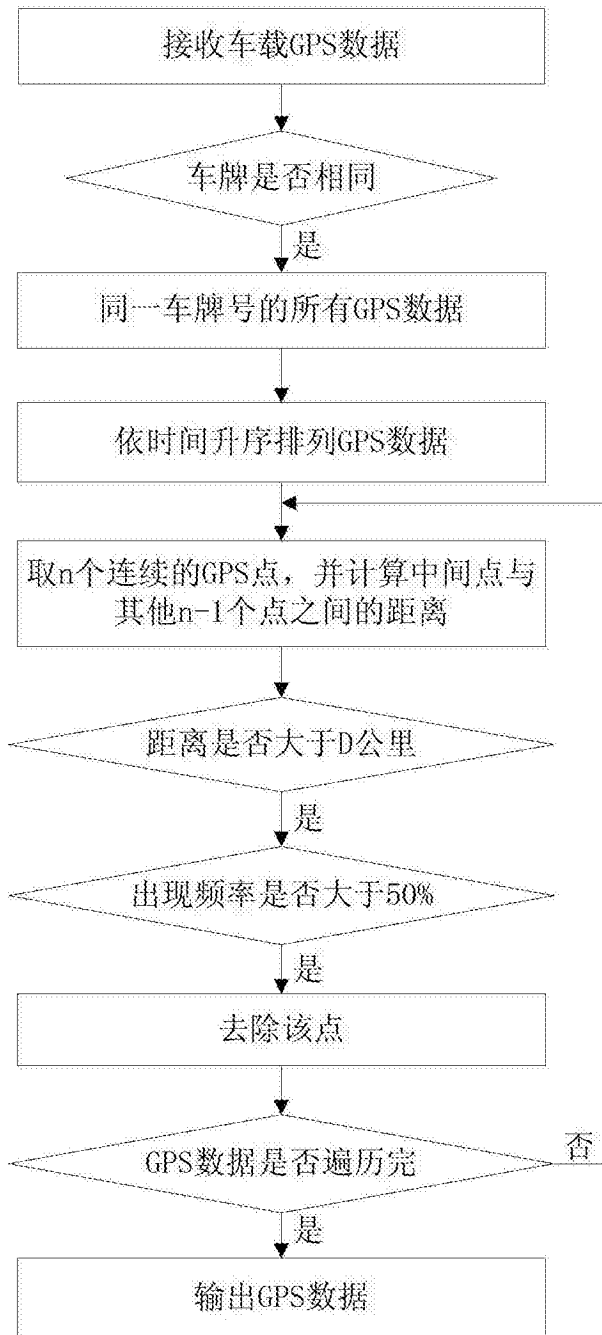 接收车载GPS数据
车牌是否相同
是
同一车牌号的所有GPS数据
依时间升序排列GPS数据
取n个连续的GPS点，并计算中间点与
其他n-1个点之间的距离
距离是否大于D公里
是
出现频率是否大于50%
是
去除该点
GPS数据是否遍历完
否
是
输出GPS数据